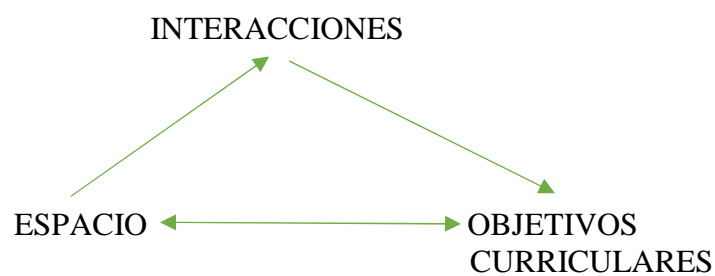 INTERACCIONES
ESPACIO
OBJETIVOS
CURRICULARES